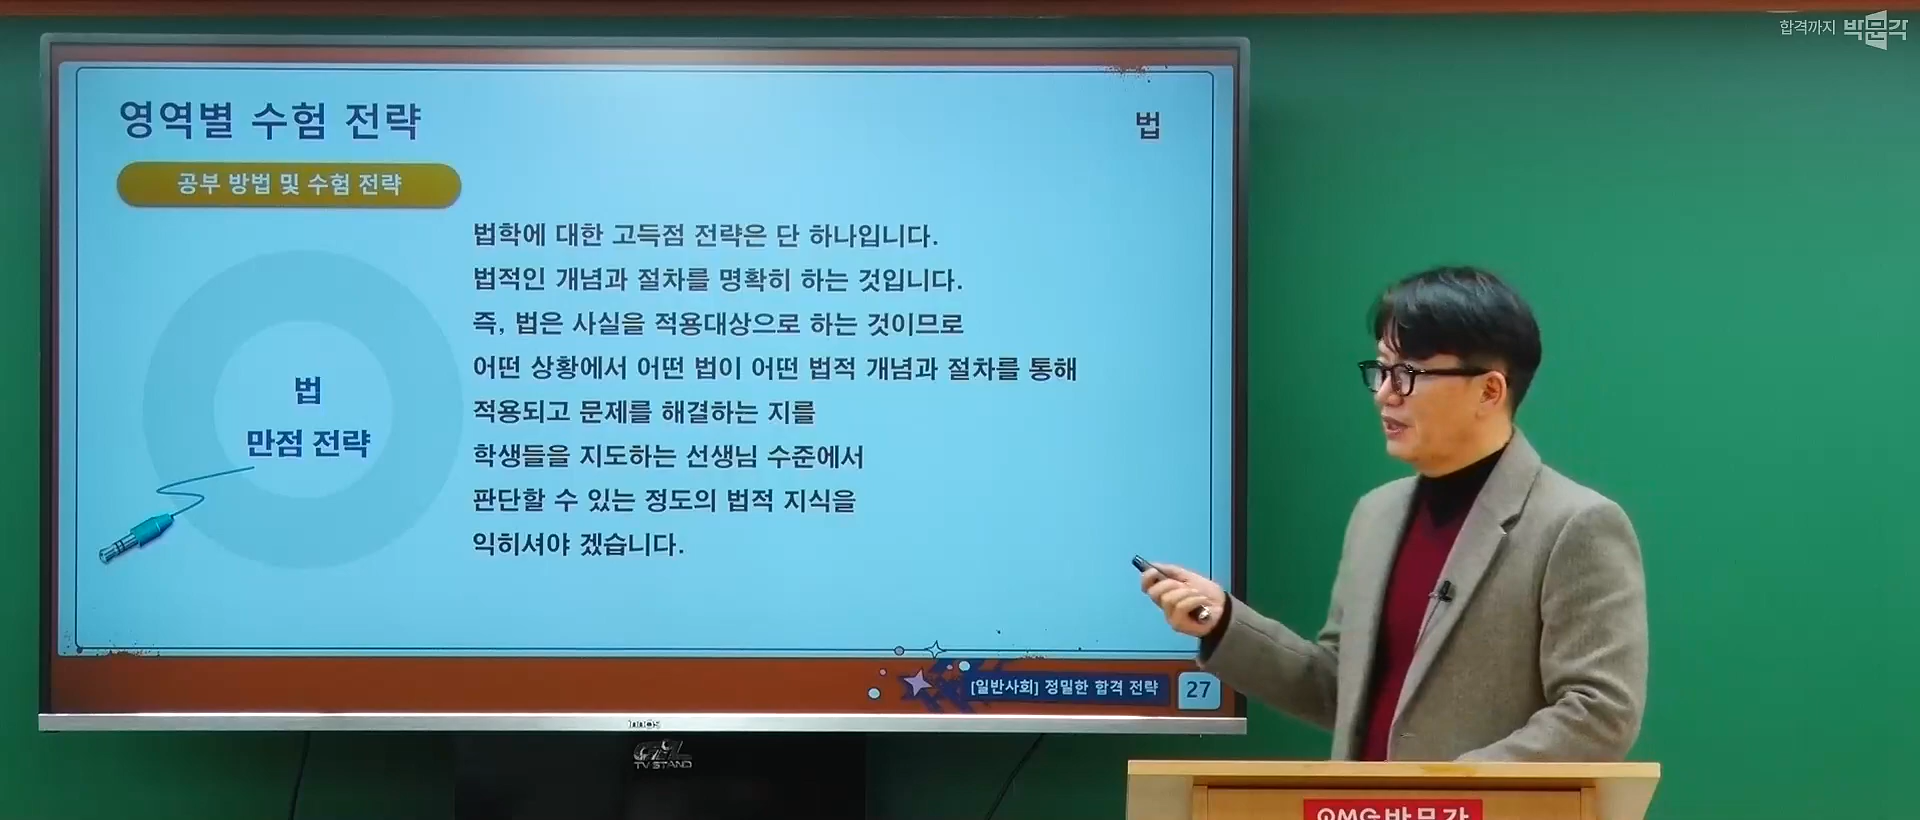 합격까지 박문각
영역별 수험 전략
법
공부 방법 및 수험 전략
법학에 대한 고득점 전략은 단 하나입니다.
법적인 개념과 절차를 명확히 하는 것입니다.
즉, 법은 사실을 적용대상으로 하는 것이므로
어떤 상황에서 어떤 법이 어떤 법적 개념과 절차를 통해
적용되고 문제를 해결하는 지를
학생들을 지도하는 선생님 수준에서
판단할 수 있는 정도의 법적 지식을
익히셔야 겠습니다.
법
만점 전략
[일반사회] 정밀한 합격 전략
27
innos
TV STAND
PMG 박문각